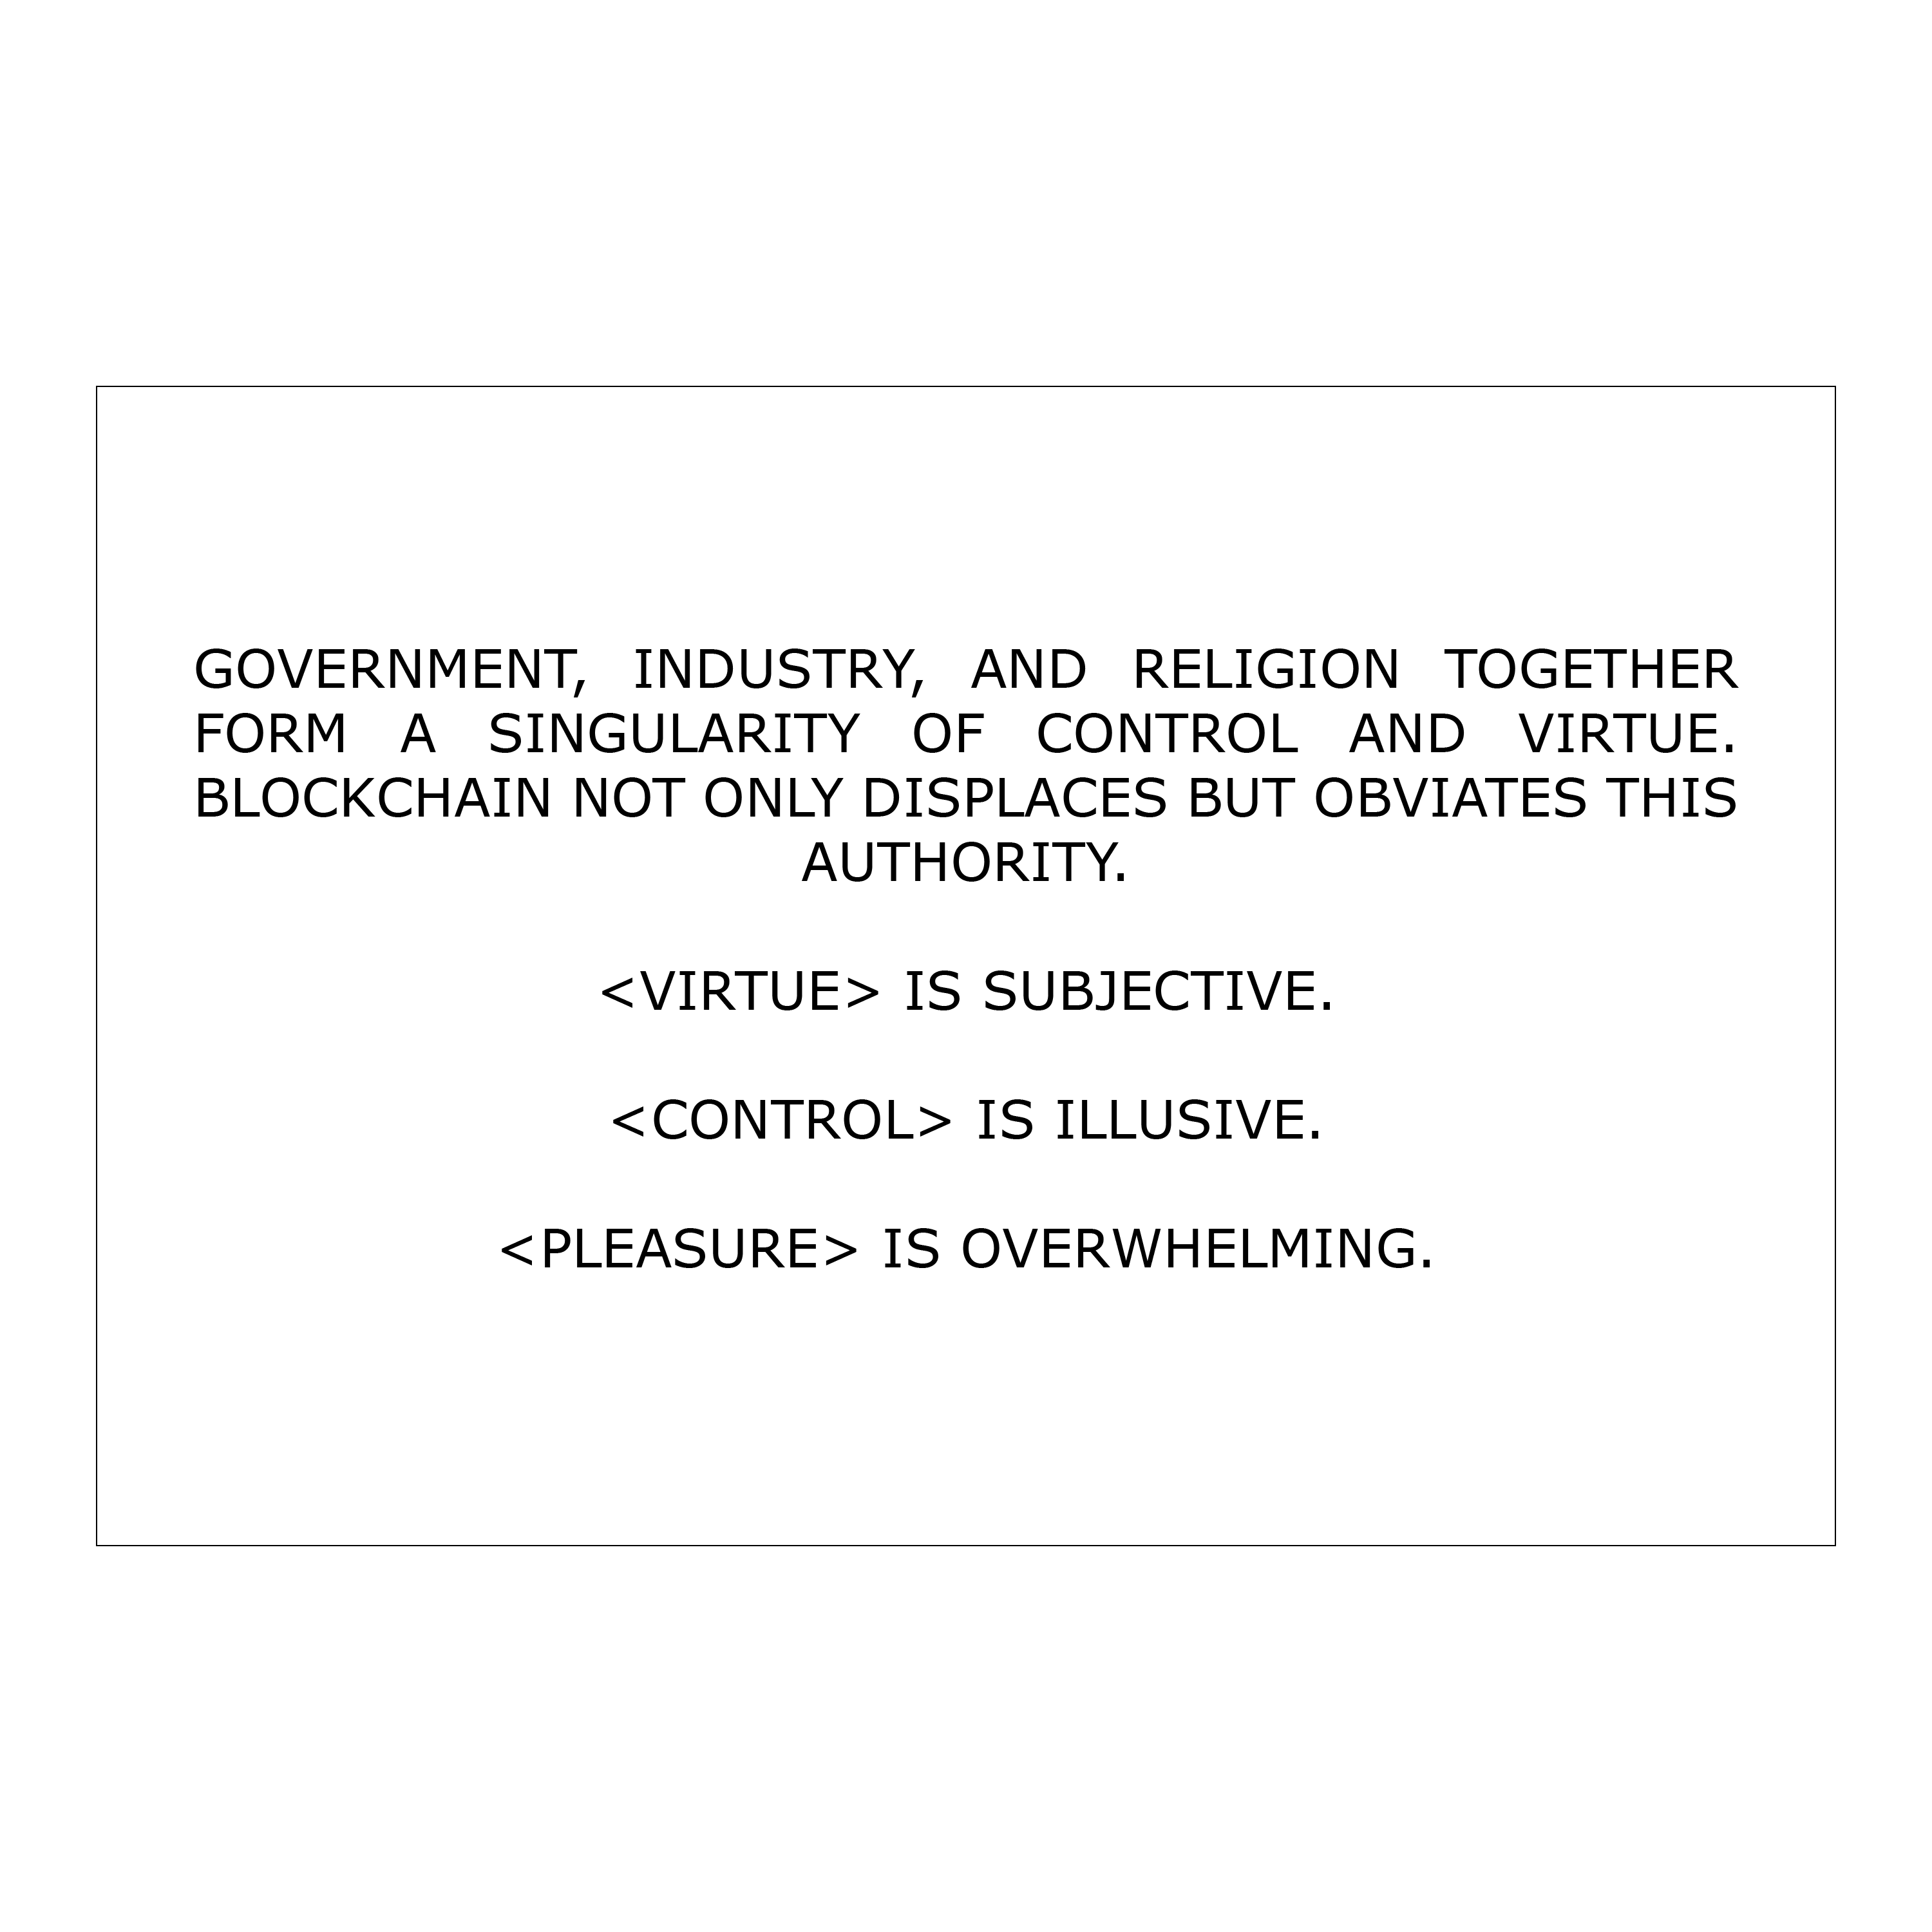 GOVERNMENT, INDUSTRY, AND RELIGION TOGETHER
FORM A SINGULARITY OF CONTROL AND VIRTUE.
BLOCKCHAIN NOT ONLY DISPLACES BUT OBVIATES THIS
AUTHORITY.
<VIRTUE> IS SUBJECTIVE.
<CONTROL> IS ILLUSIVE.
<PLEASURE> IS OVERWHELMING.